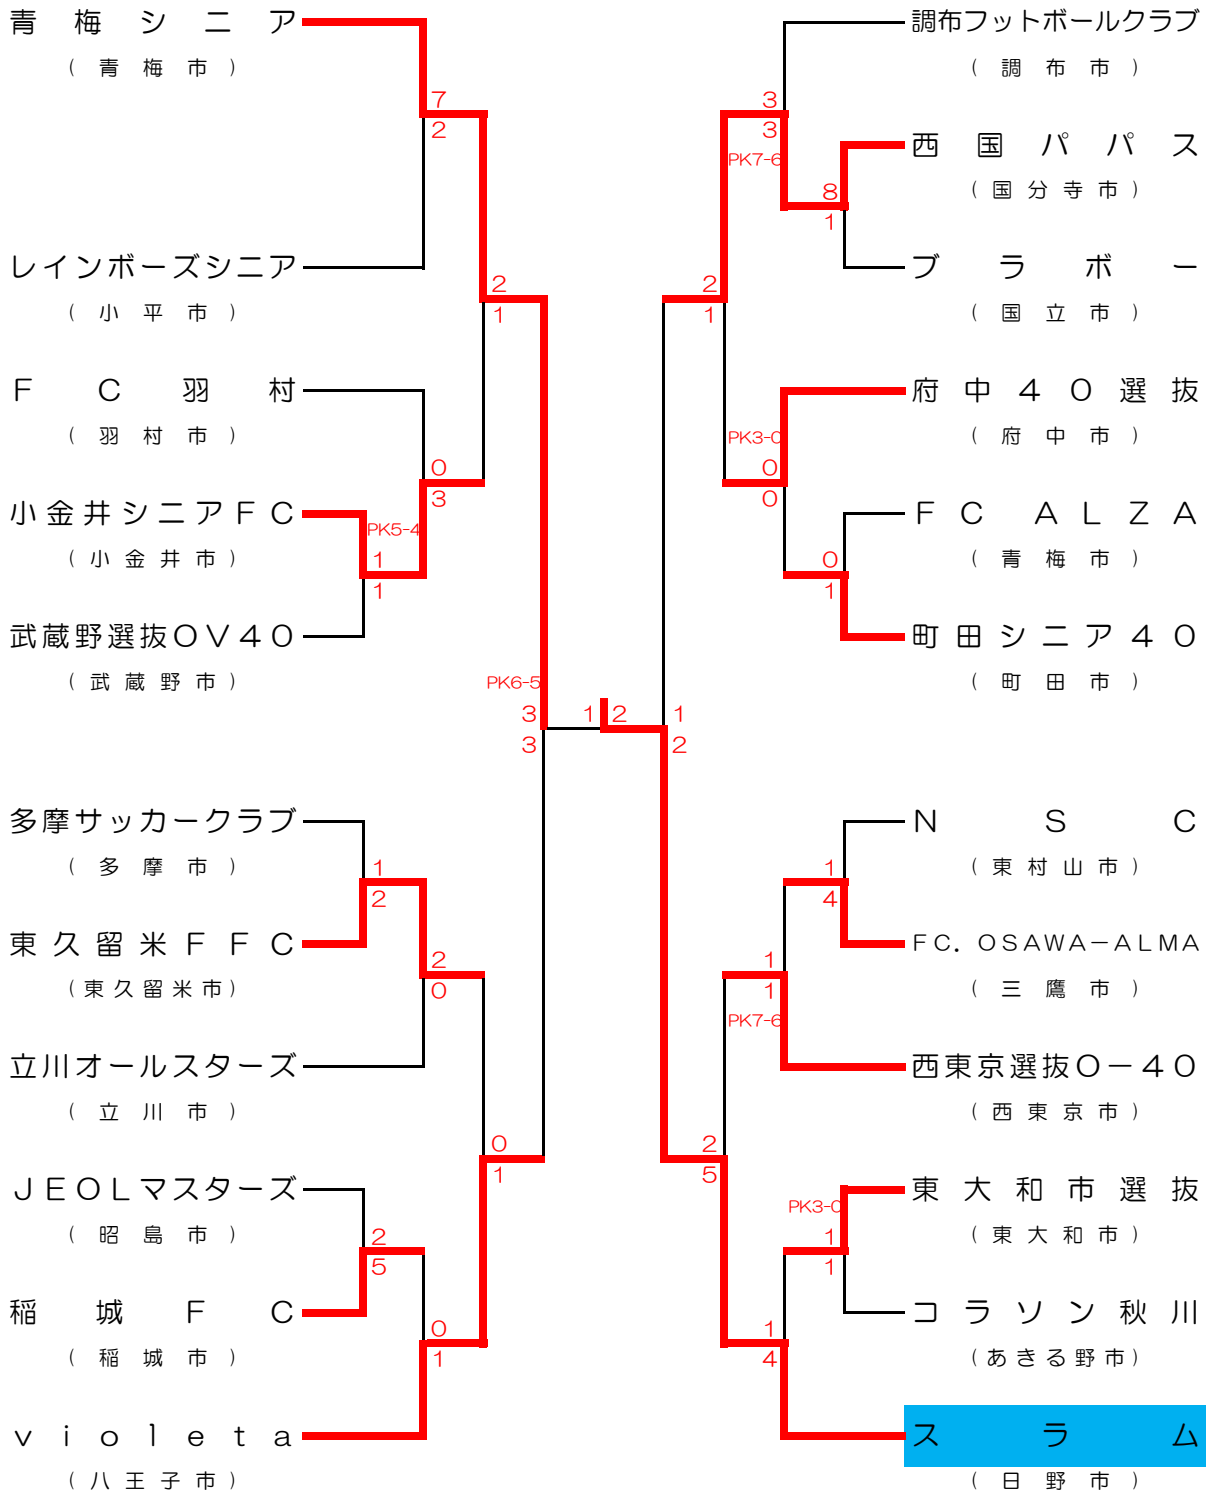 青梅シニア
(青梅市)
7
2
レインボーズシニア
(小平市)
2
1
FC羽村
(羽村市)
0
3
小金井シニアFC
(小金井市)
PK5-4
1
1
武蔵野選抜OV40
(武蔵野市)
PK6-5
3
3
1
2
多摩サッカークラブ
(多摩市)
1
2
東久留米FFC
(東久留米市)
2
0
立川オールスターズ
(立川市)
0
1
JEOLマスターズ
(昭島市)
2
5
稲城FC
(稲城市)
0
1
violeta
(八王子市)
調布フットボールクラブ
(調布市)
3
3
PK7-6
西国パパス
(国分寺市)
8
1
ブラボー
(国立市)
2
1
府中40選抜
(府中市)
PK3-0
0
0
FC ALZA
(青梅市)
0
1
町田シニア40
(町田市)
1
2
NSC
(東村山市)
1
4
FC. OSAWA-ALMA
(三鷹市)
1
1
PK7-6
西東京選抜O-40
(西東京市)
2
5
東大和市選抜
(東大和市)
PK3-0
1
1
コラソン秋川
(あきる野市)
1
4
スラム
(日野市)